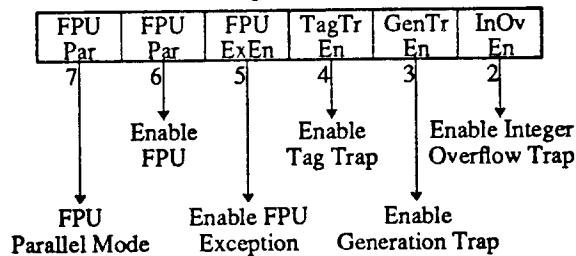 FPU FPU FPU TagTr GenTr InOv
Par Par ExEn En En En
7 6 5 4 3 2
Enable Enable Enable Integer
FPU Tag Trap Overflow Trap
FPU Enable FPU Enable
Parallel Mode Exception Generation Trap